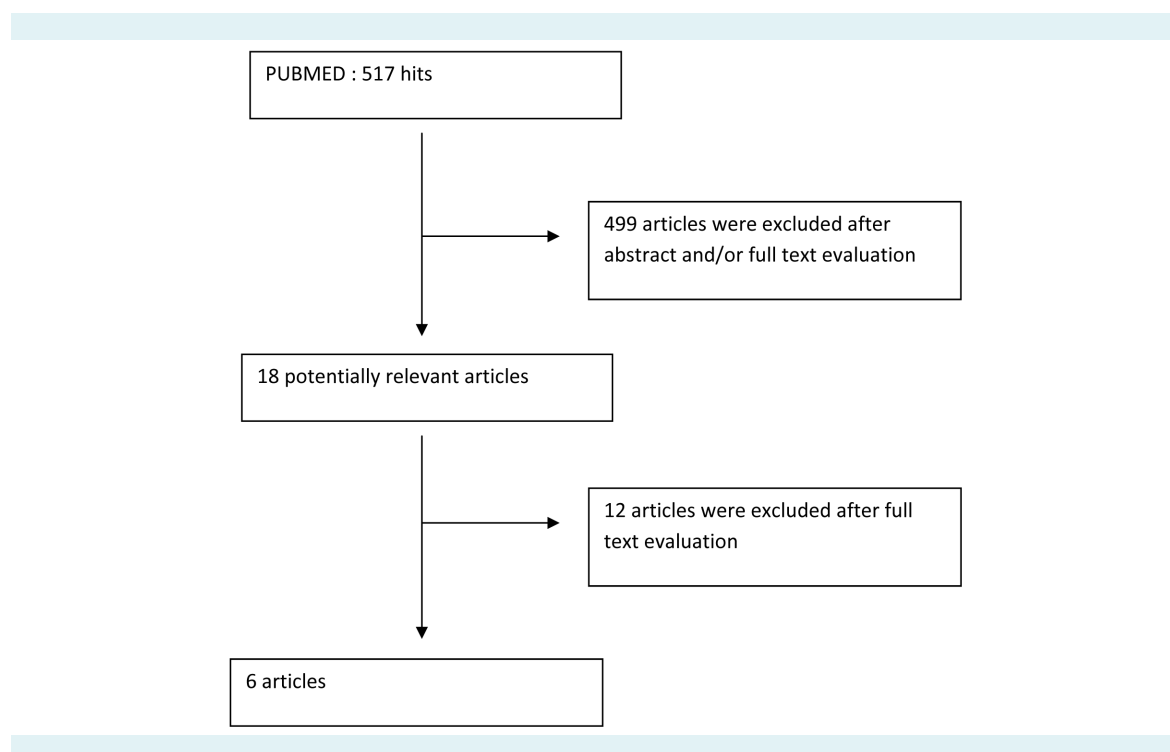 PUBMED : 517 hits
499 articles were excluded after
abstract and/or full text evaluation
18 potentially relevant articles
12 articles were excluded after full
text evaluation
6 articles